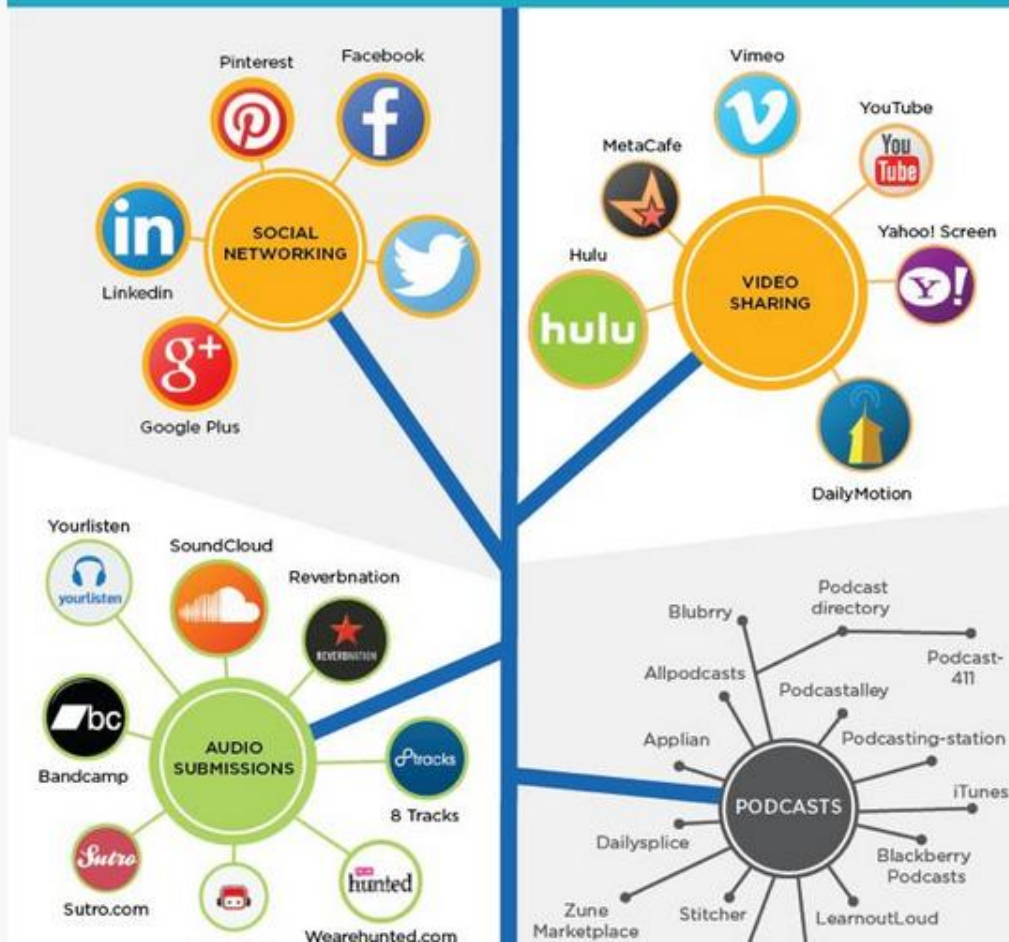 Pinterest
Facebook
in
Linkedin
SOCIAL
NETWORKING
f
g+
Google Plus
Vimeo
v
YouTube
You
Tube
MetaCafe
Yahoo! Screen
Y!
Hulu
hulu
VIDEO
SHARING
DailyMotion
Yourlisten
yourlisten
SoundCloud
Reverbnation
REVERBNATION
bc
Bandcamp
AUDIO
SUBMISSIONS
8tracks
8 Tracks
Sutro
Sutro.com
hunted
Wearehunted.com
Blubrry
Podcast
directory
Podcast-
411
Allpodcasts
Podcastalley
Applian
Podcasting-station
PODCASTS
iTunes
Dailysplice
Blackberry
Podcasts
Zune
Marketplace
Stitcher
LearnoutLoud